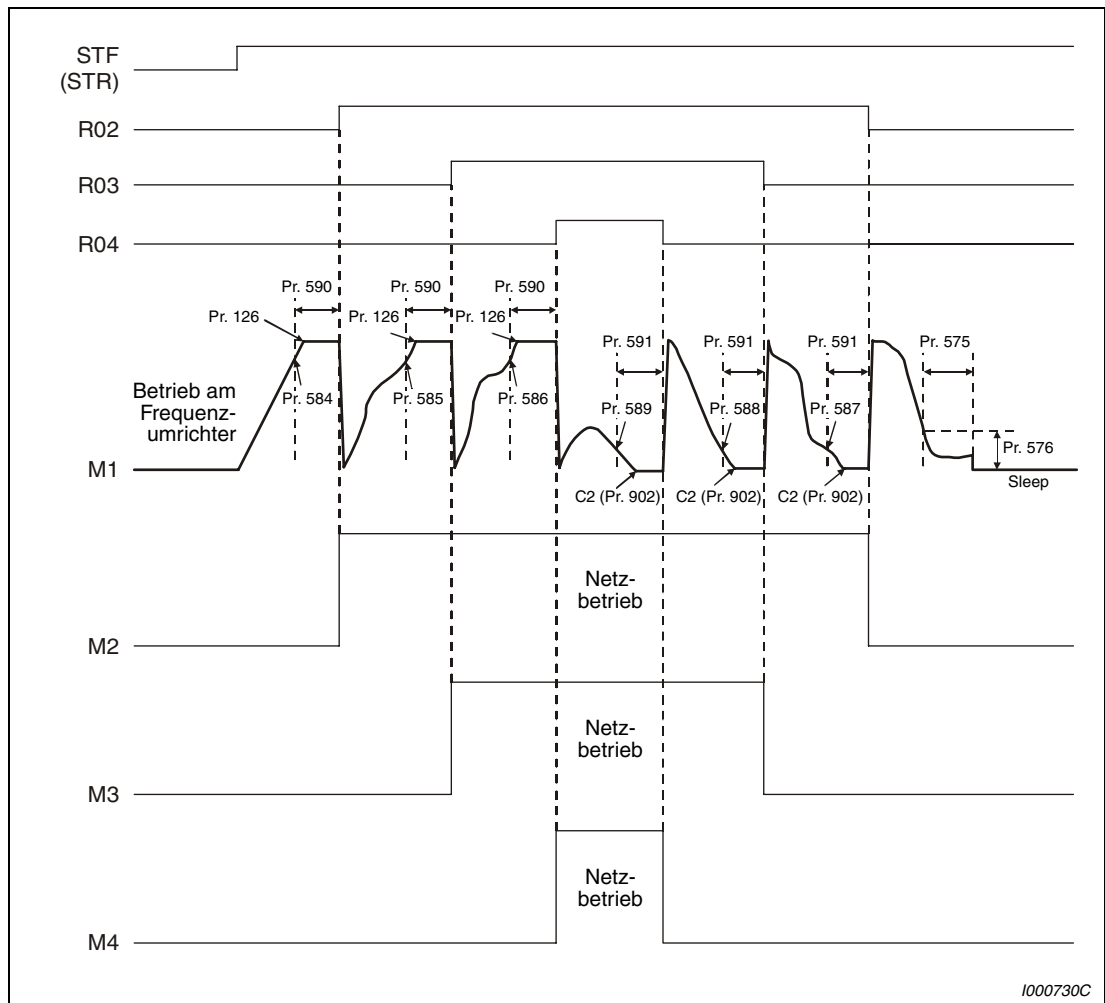 STF
(STR)
R02
R03
R04
Pr. 590
Pr. 590
Pr. 590
Pr. 126
Pr. 126
Pr. 126
Pr. 591
Pr. 591
Pr. 591
Pr. 575
Pr. 584
Pr. 585
Pr. 586
Pr. 589
Pr. 588
Pr. 587
Pr. 576
Betrieb am
Frequenz-
umrichter
M1
C2 (Pr. 902)
C2 (Pr. 902)
C2 (Pr. 902)
Sleep
Netz-
betrieb
M2
Netz-
betrieb
M3
Netz-
betrieb
M4
I000730C